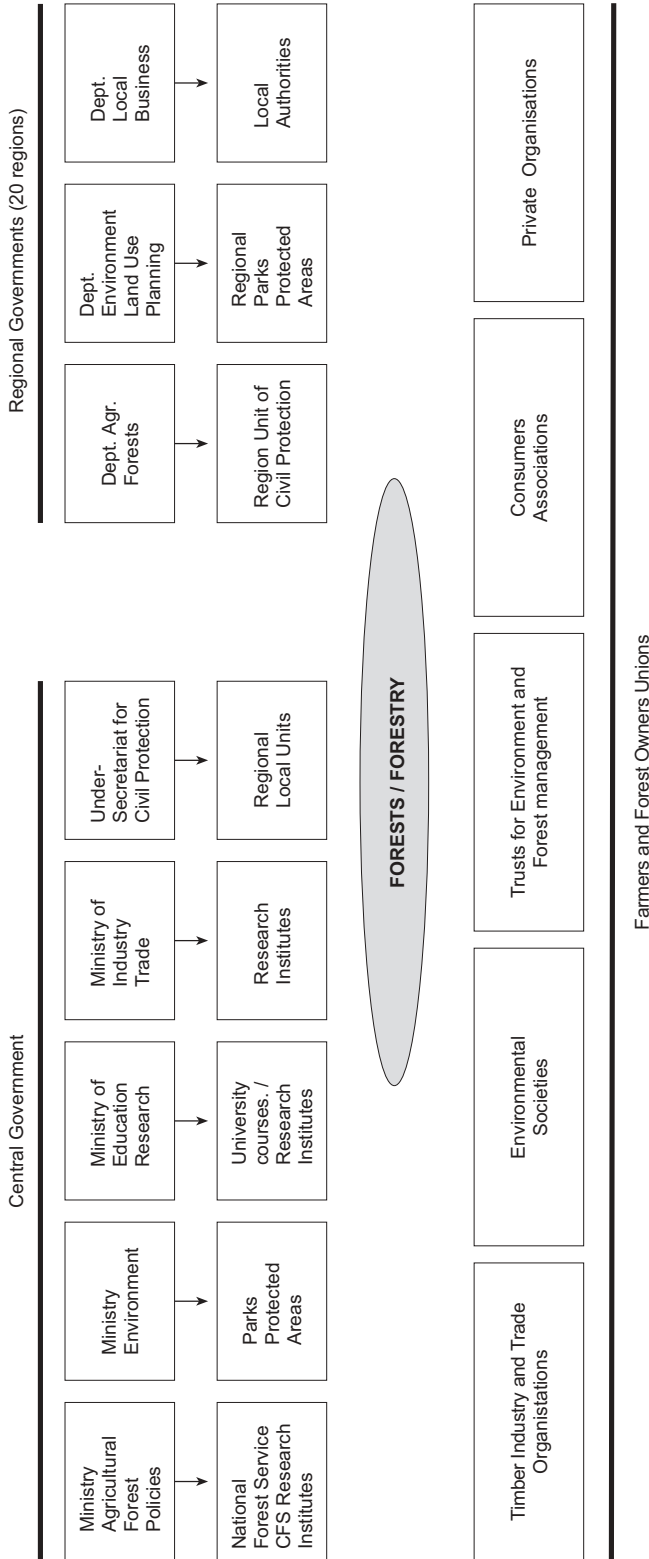 Central Government
Regional Governments (20 regions)
Ministry
Agricultural
Forest
Policies
Ministry
Environment
Ministry of
Education
Research
Ministry of
Industry
Trade
Under-
Secretariat for
Civil Protection
Dept. Agr.
Forests
Dept.
Environment
Land Use
Planning
Dept.
Local
Business
National
Forest Service
CFS Research
Institutes
Parks
Protected
Areas
University
courses. /
Research
Institutes
Research
Institutes
Regional
Local Units
Region Unit of
Civil Protection
Regional
Parks
Protected
Areas
Local
Authorities
FORESTS / FORESTRY
Timber Industry and Trade
Organistations
Environmental
Societies
Trusts for Environment and
Forest management
Consumers
Associations
Private Organisations
Farmers and Forest Owners Unions